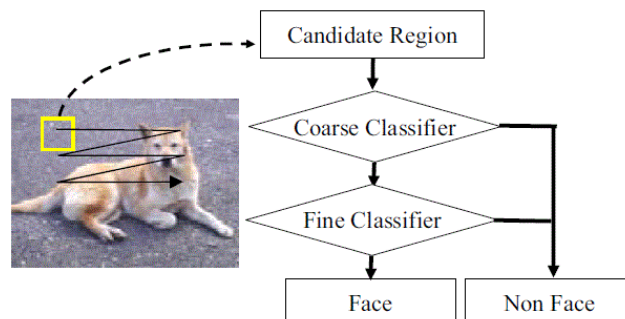 Candidate Region
Coarse Classifier
Fine Classifier
Face
Non Face